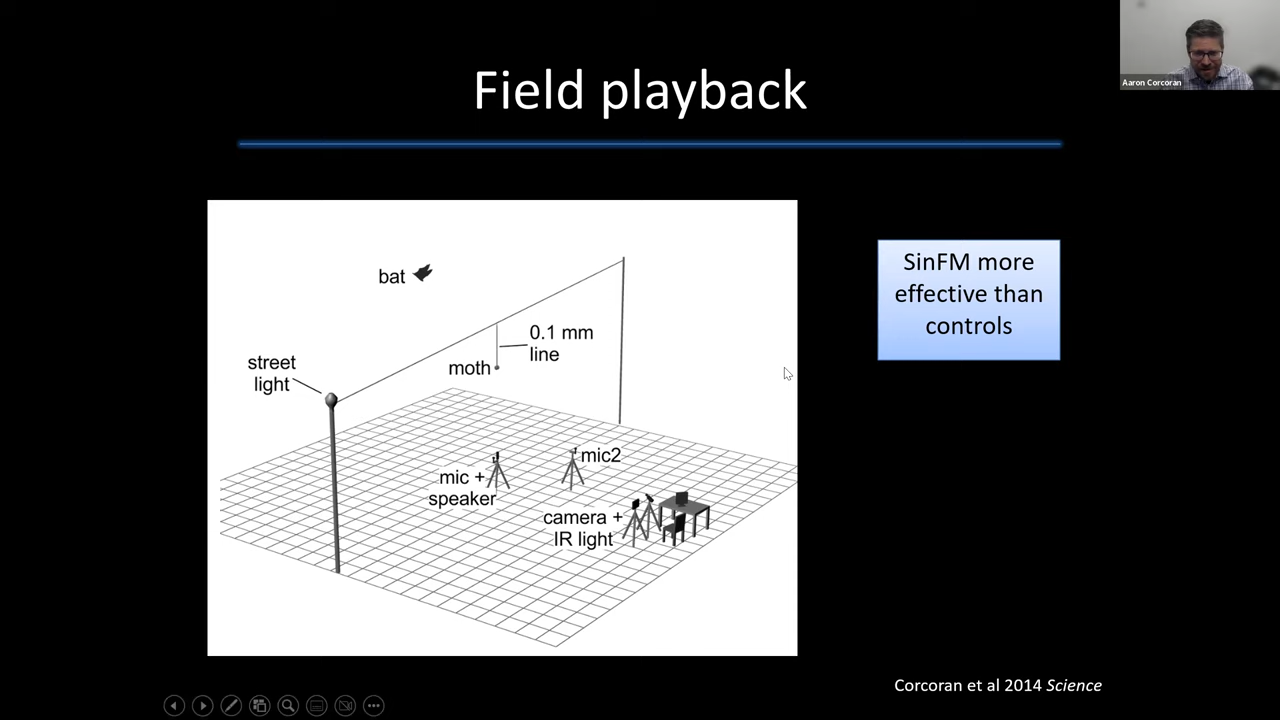 Aaron Corcoran
Field playback
bat
0.1 mm
line
street
light
moth
SinFM more
effective than
controls
mic2
mic +
speaker
camera +
IR light
Corcoran et al 2014 Science